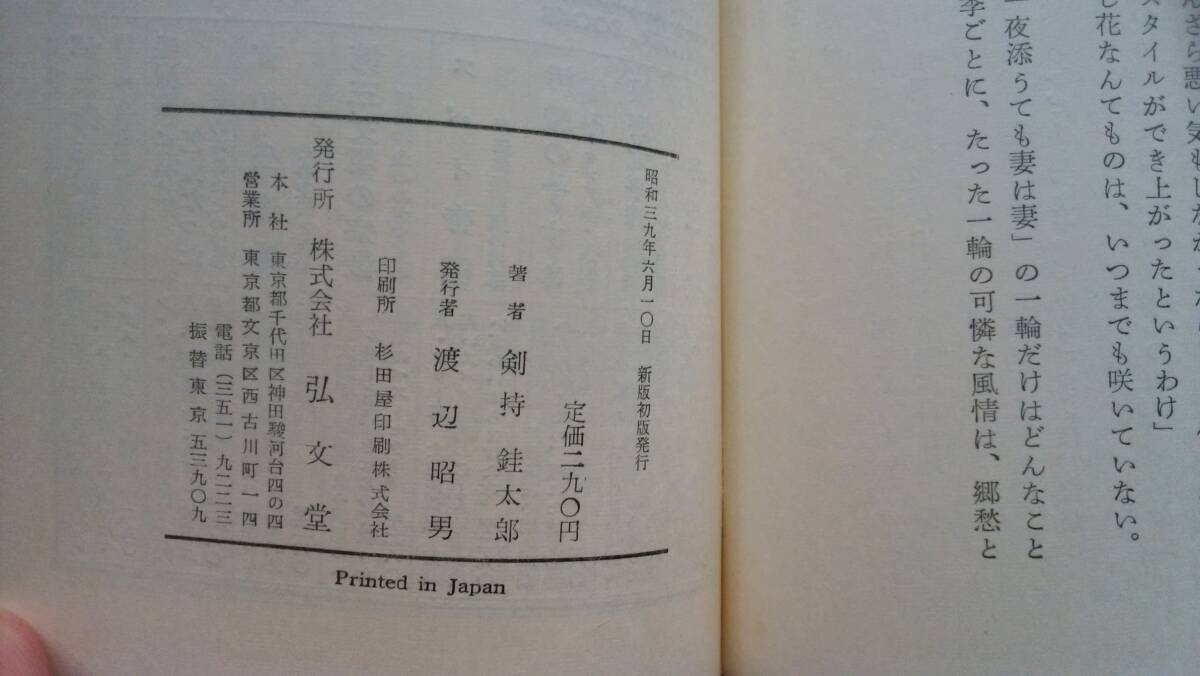 スタイルができ上がったというわけ」
し花なんてものは、いつまでも咲いていない。
一夜添うても妻は妻」の一輪だけはどんなこと
季ごとに、たった一輪の可憐な風情は、郷愁と
昭和三九年六月一〇日　新版初版発行
定価二九〇円
著者　剣持銈太郎
発行者　渡辺昭男
印刷所　杉田屋印刷株式会社
発行所　株式会社　弘文堂
本社　東京都千代田区神田駿河台四の四
営業所　東京都文京区西古川町一四
電話（三五一）九二二三
振替東京五三九〇九
Printed in Japan